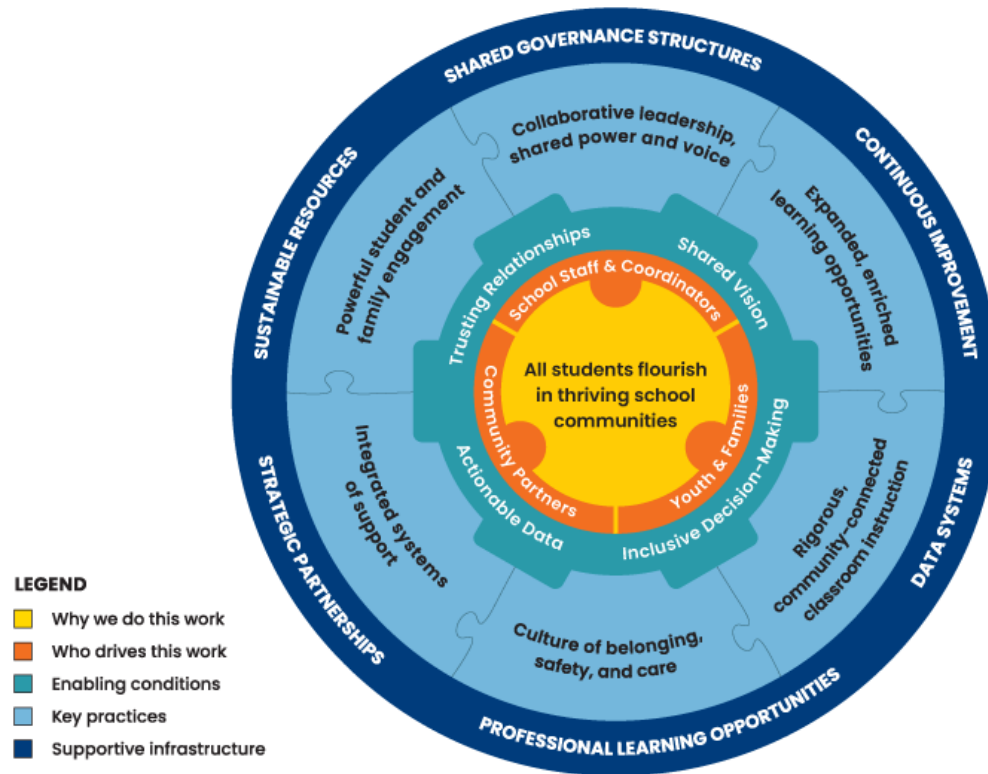 SHARED GOVERNANCE STRUCTURES
CONTINUOUS IMPROVEMENT
DATA SYSTEMS
PROFESSIONAL LEARNING OPPORTUNITIES
STRATEGIC PARTNERSHIPS
SUSTAINABLE RESOURCES
Collaborative leadership,
shared power and voice
Expanded, enriched
learning opportunities
Rigorous,
community-connected
classroom instruction
Culture of belonging,
safety, and care
Integrated systems
of support
Powerful student and
family engagement
Trusting Relationships
Shared Vision
Inclusive Decision-Making
Actionable Data
School Staff & Coordinators
Youth & Families
Community Partners
All students flourish
in thriving school
communities
LEGEND
Why we do this work
Who drives this work
Enabling conditions
Key practices
Supportive infrastructure